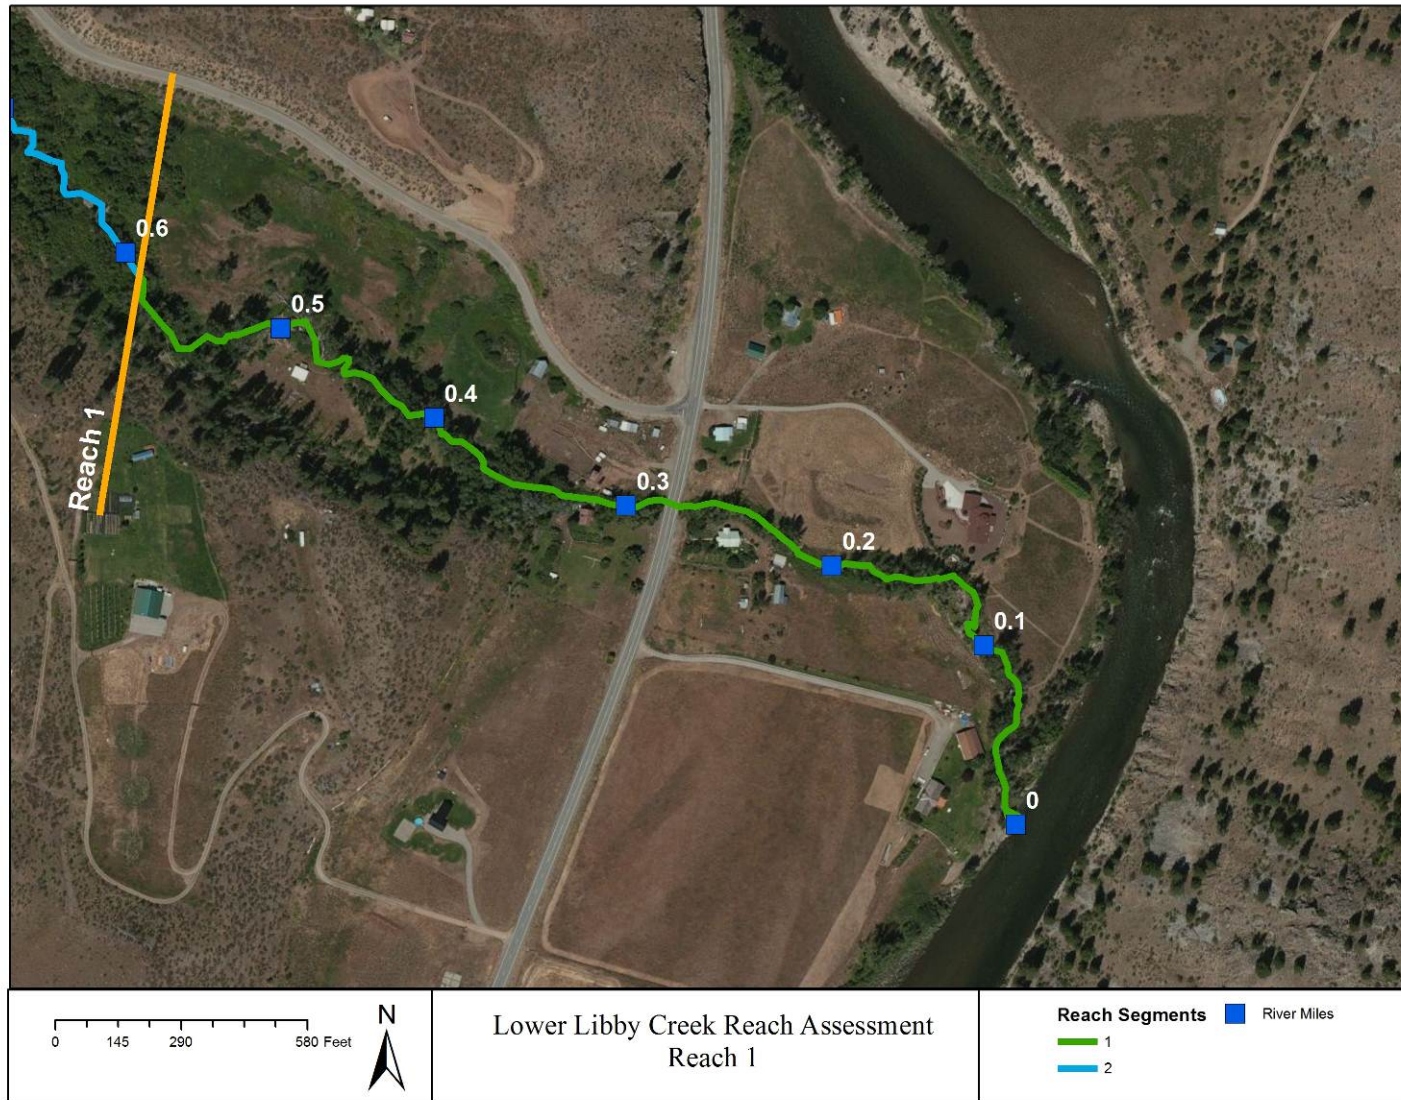 0.6
0.5
0.4
Reach 1
0.3
0.2
0.1
0
0 145 290 580 Feet
N
Lower Libby Creek Reach Assessment
Reach 1
Reach Segments
1
2
River Miles